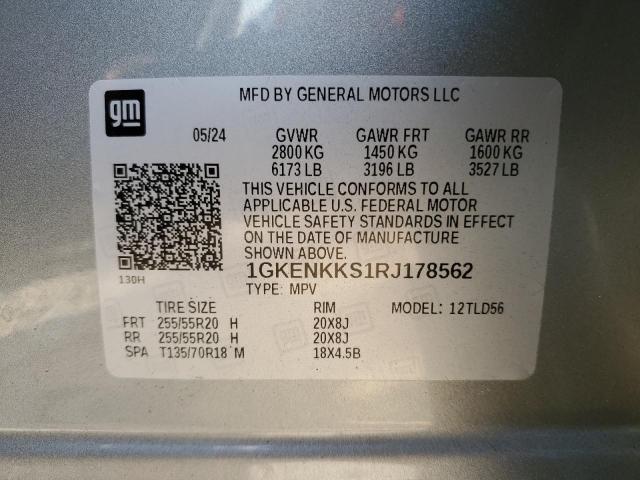 gm
MFD BY GENERAL MOTORS LLC
05/24 GVWR GAWR FRT GAWR RR
2800 KG 1450 KG 1600 KG
6173 LB 3196 LB 3527 LB
THIS VEHICLE CONFORMS TO ALL
APPLICABLE U.S. FEDERAL MOTOR
VEHICLE SAFETY STANDARDS IN EFFECT
ON THE DATE OF MANUFACTURE
SHOWN ABOVE.
1GKENKKS1RJ178562
130H
TYPE: MPV
TIRE SIZE RIM MODEL: 12TLD56
FRT 255/55R20 H 20X8J
RR 255/55R20 H 20X8J
SPA T135/70R18 M 18X4.5B